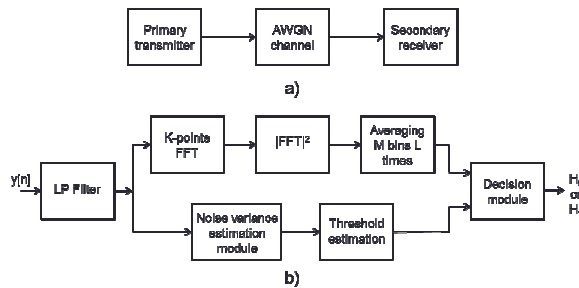 Primary
transmitter
AWGN
channel
Secondary
receiver
a)
K-points
FFT
|FFT|²
Averaging
M bins L
times
y[n]
LP Filter
Decision
module
Noise variance
estimation
module
Threshold
estimation
b)